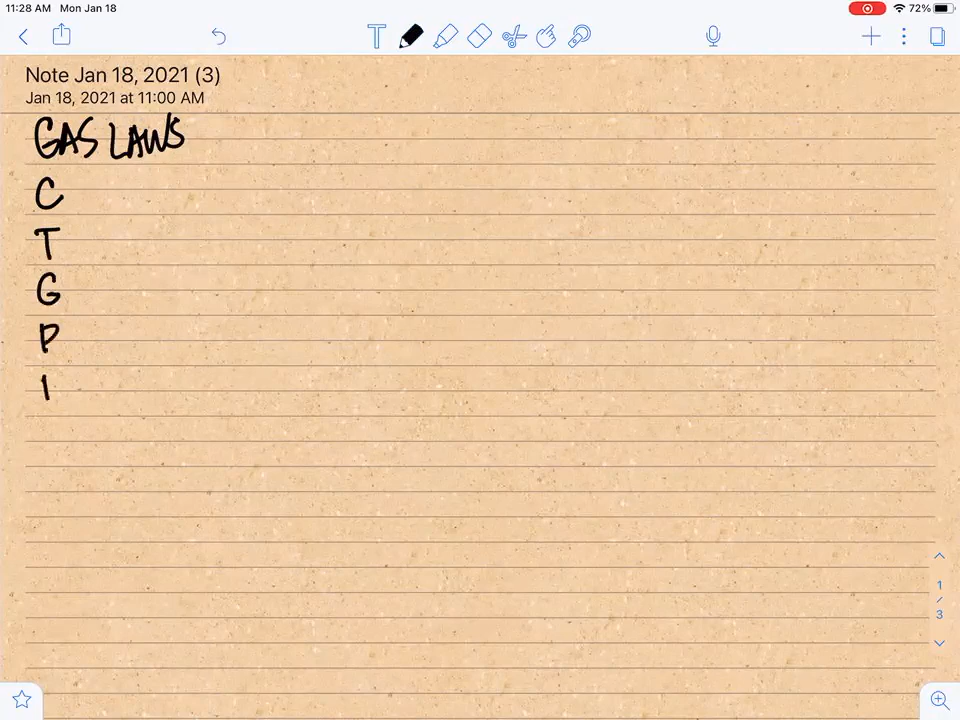 11:28 AM Mon Jan 18 72%
T
Note Jan 18, 2021 (3)
Jan 18, 2021 at 11:00 AM
GAS LAWS
C
T
G
P
I
1
/
3